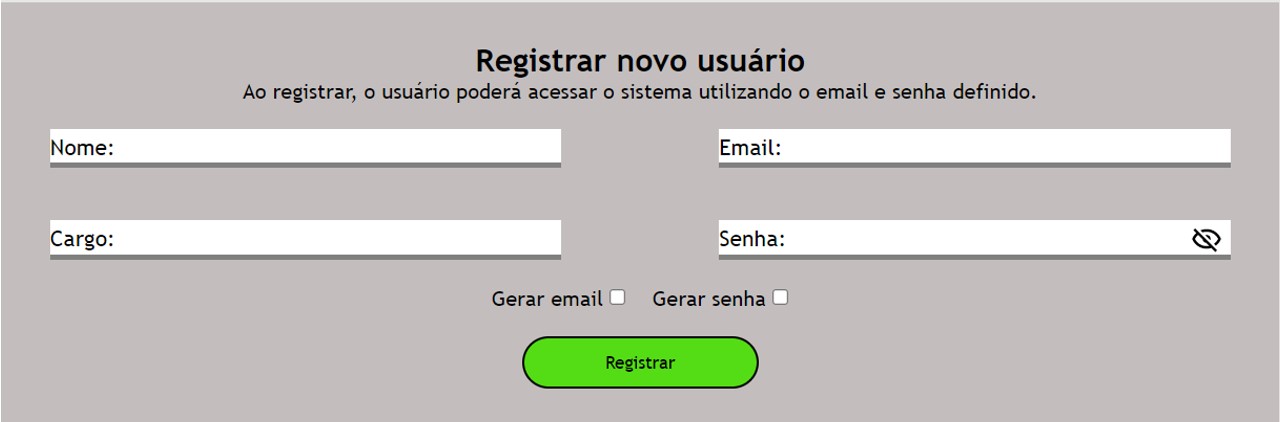 Registrar novo usuário
Ao registrar, o usuário poderá acessar o sistema utilizando o email e senha definido.
Nome:
Email:
Cargo:
Senha:
Gerar email
Gerar senha
Registrar